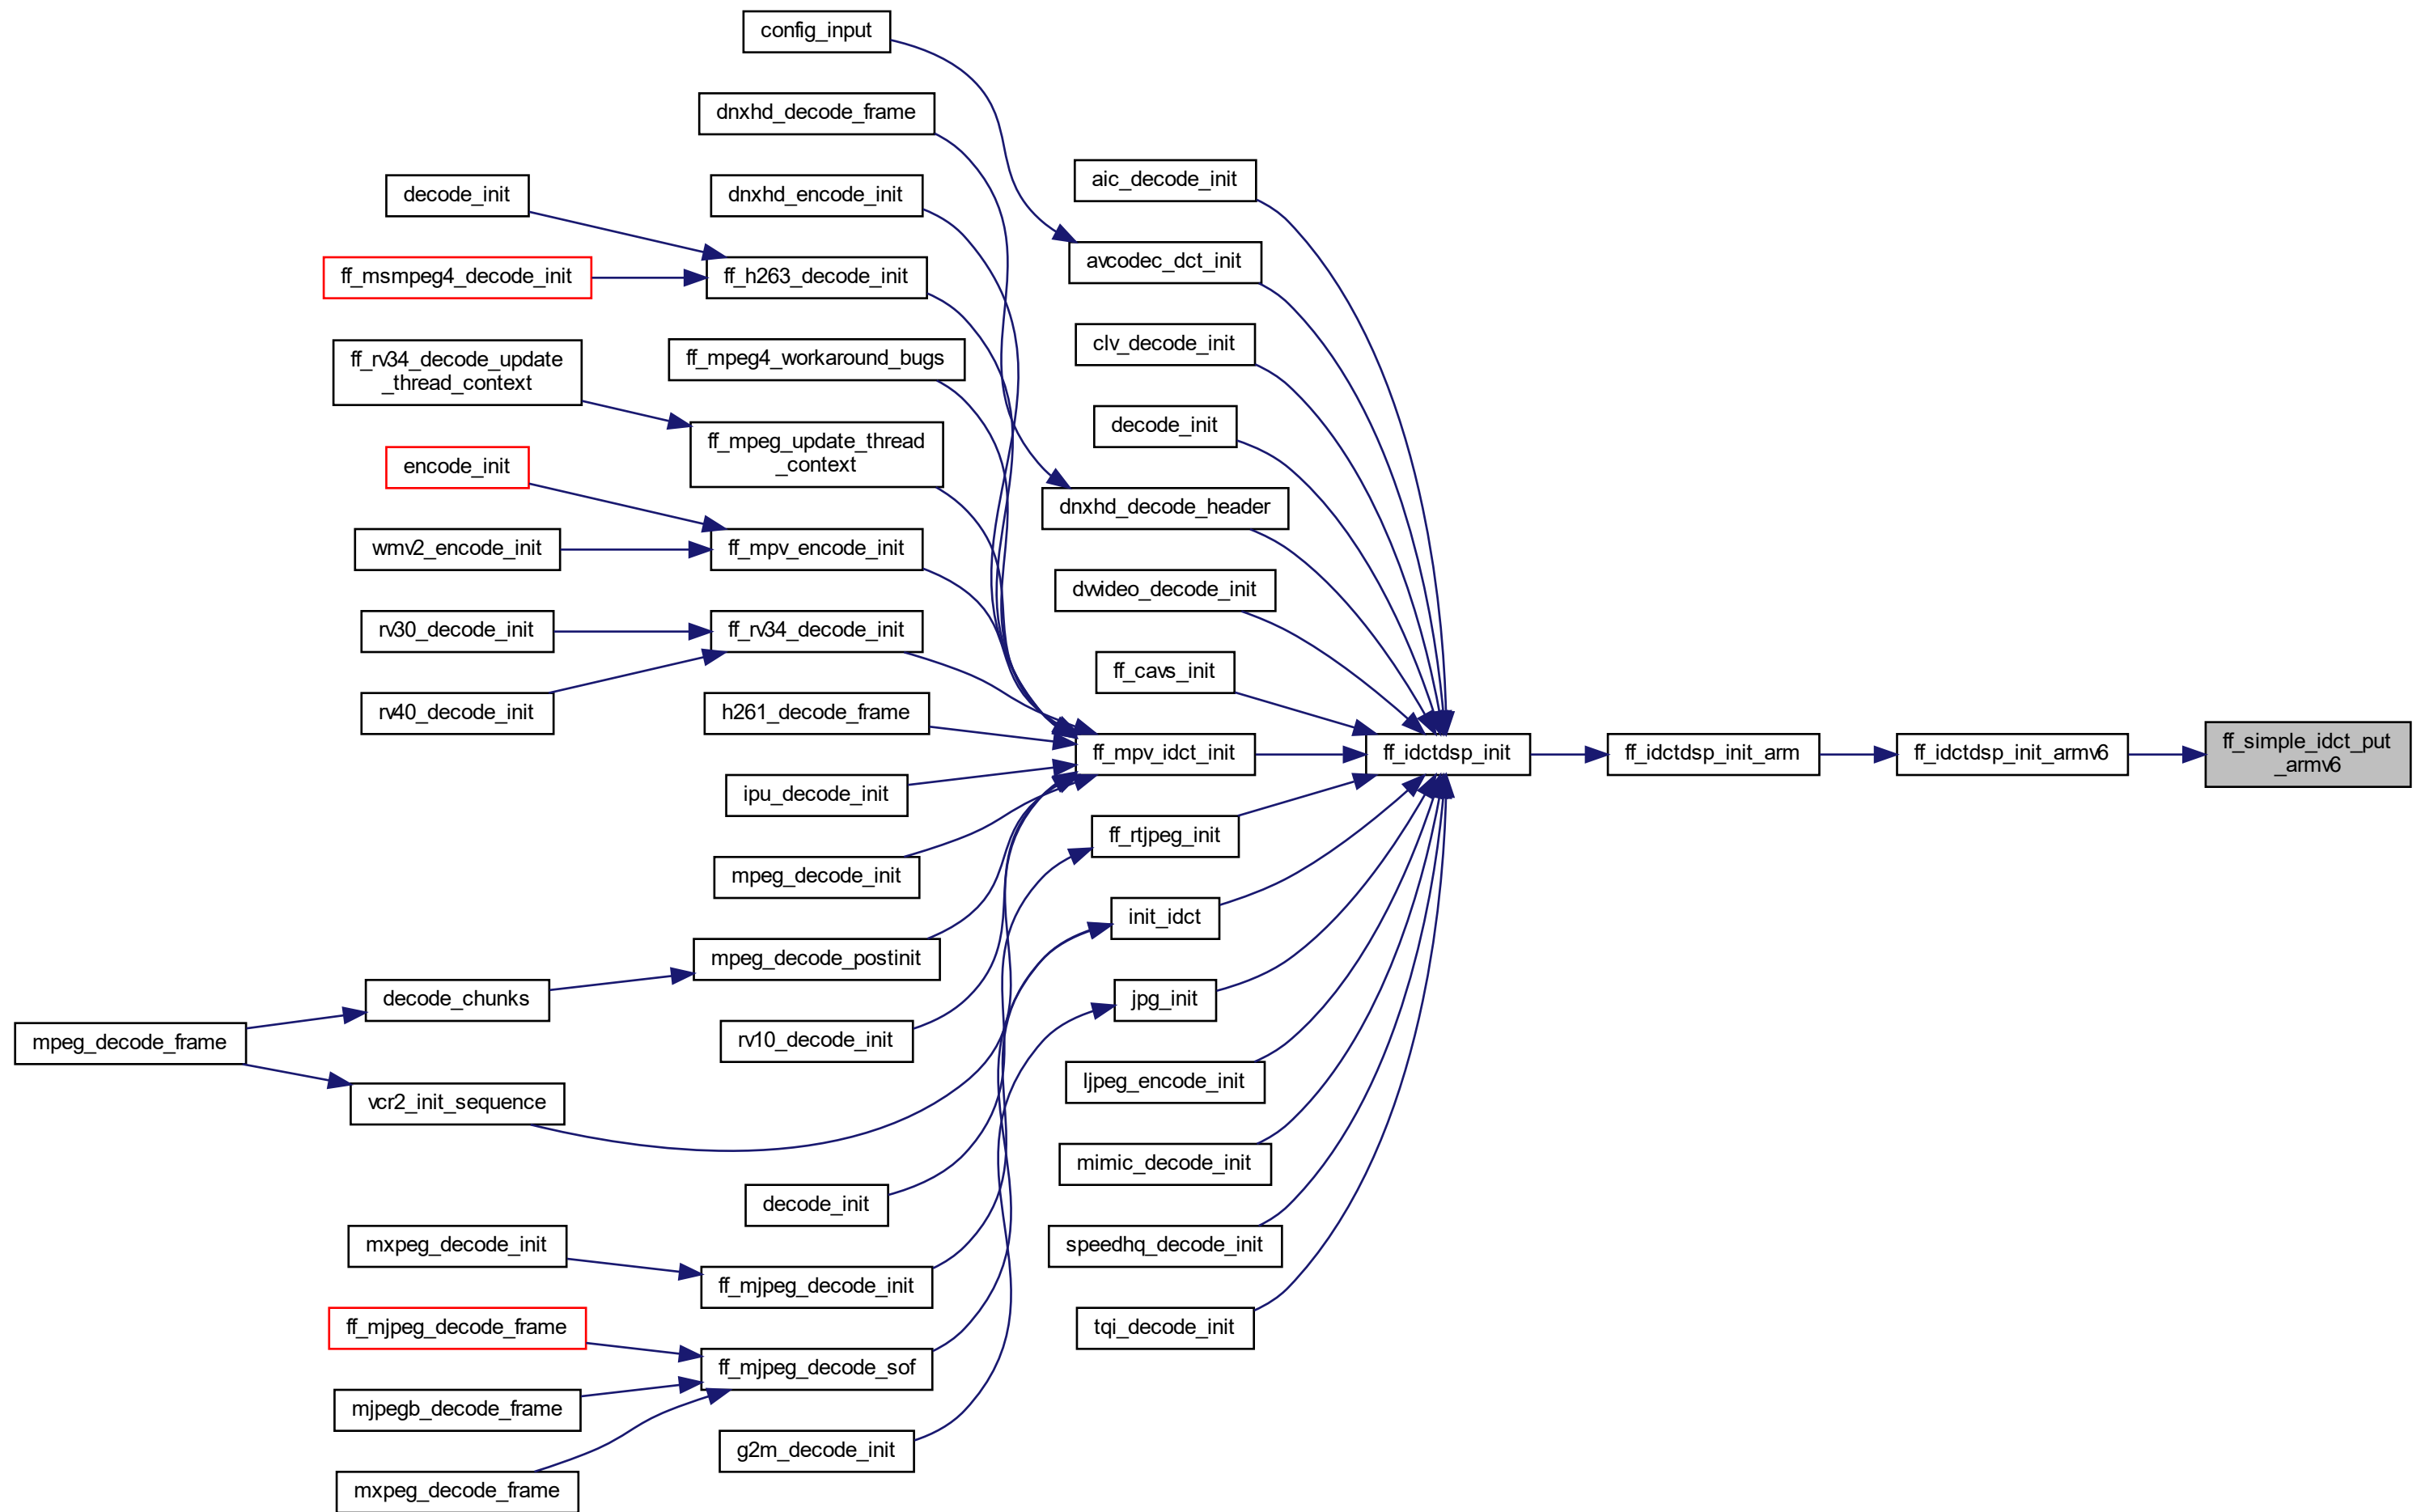 config_input
dnxhd_decode_frame
aic_decode_init
decode_init
dnxhd_encode_init
avcodec_dct_init
ff_msmpeg4_decode_init
ff_h263_decode_init
clv_decode_init
ff_rv34_decode_update
_thread_context
ff_mpeg4_workaround_bugs
decode_init
ff_mpeg_update_thread
_context
encode_init
dnxhd_decode_header
wmv2_encode_init
ff_mpv_encode_init
dwideo_decode_init
rv30_decode_init
ff_rv34_decode_init
ff_cavs_init
rv40_decode_init
h261_decode_frame
ff_mpv_idct_init
ff_idctdsp_init
ff_idctdsp_init_arm
ff_idctdsp_init_armv6
ff_simple_idct_put
_armv6
ipu_decode_init
ff_rtjpeg_init
mpeg_decode_init
init_idct
mpeg_decode_postinit
decode_chunks
jpg_init
mpeg_decode_frame
rv10_decode_init
ljpeg_encode_init
vcr2_init_sequence
mimic_decode_init
decode_init
mxpeg_decode_init
speedhq_decode_init
ff_mjpeg_decode_init
ff_mjpeg_decode_frame
tqi_decode_init
ff_mjpeg_decode_sof
mjpegb_decode_frame
g2m_decode_init
mxpeg_decode_frame